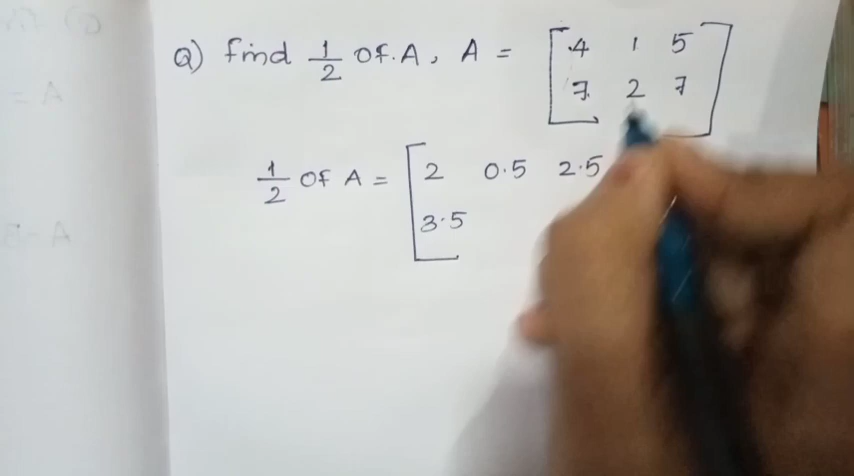 Q) find 1/2 of A, A = [4 1 5
7 2 7]
1/2 of A = [2 0.5 2.5
3.5
= A